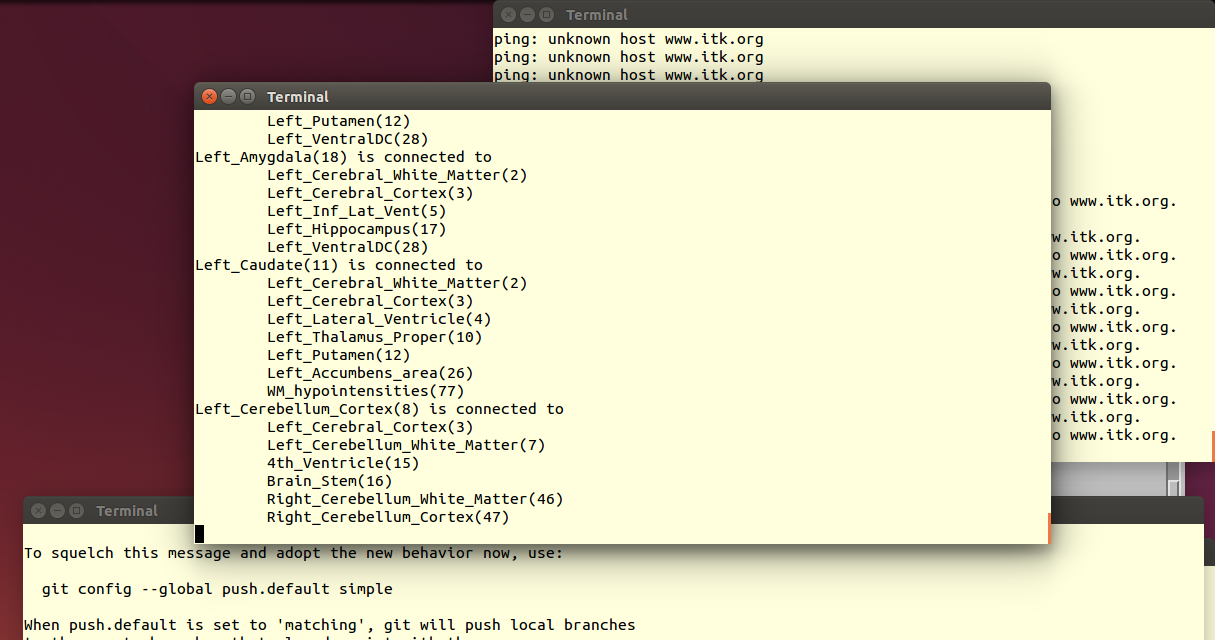 Terminal
ping: unknown host www.itk.org
ping: unknown host www.itk.org
ping: unknown host www.itk.org
Terminal
Left_Putamen(12)
Left_VentralDC(28)
Left_Amygdala(18) is connected to
Left_Cerebral_White_Matter(2)
Left_Cerebral_Cortex(3)
Left_Inf_Lat_Vent(5)
Left_Hippocampus(17)
Left_VentralDC(28)
Left_Caudate(11) is connected to
Left_Cerebral_White_Matter(2)
Left_Cerebral_Cortex(3)
Left_Lateral_Ventricle(4)
Left_Thalamus_Proper(10)
Left_Putamen(12)
Left_Accumbens_area(26)
WM_hypointensities(77)
Left_Cerebellum_Cortex(8) is connected to
Left_Cerebral_Cortex(3)
Left_Cerebellum_White_Matter(7)
4th_Ventricle(15)
Brain_Stem(16)
Right_Cerebellum_White_Matter(46)
Right_Cerebellum_Cortex(47)
o www.itk.org.
w.itk.org.
o www.itk.org.
w.itk.org.
o www.itk.org.
w.itk.org.
o www.itk.org.
w.itk.org.
o www.itk.org.
w.itk.org.
o www.itk.org.
w.itk.org.
o www.itk.org.
Terminal
To squelch this message and adopt the new behavior now, use:
git config --global push.default simple
When push.default is set to 'matching', git will push local branches